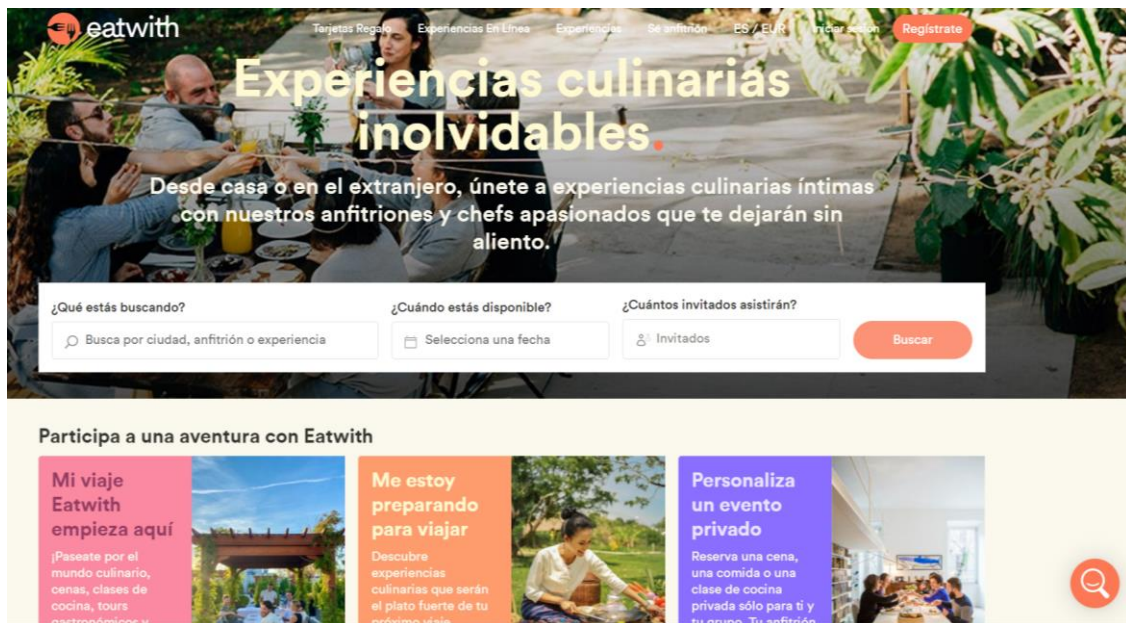 eatwith
Tarjetas Regalo Experiencias En Línea Experiencias Sé anfitrión ES / EUR Iniciar sesión Regístrate
Experiencias culinarias
inolvidables.
Desde casa o en el extranjero, únete a experiencias culinarias íntimas
con nuestros anfitriones y chefs apasionados que te dejarán sin
aliento.
¿Qué estás buscando? ¿Cuándo estás disponible? ¿Cuántos invitados asistirán?
Busca por ciudad, anfitrión o experiencia Selecciona una fecha Invitados Buscar
Participa a una aventura con Eatwith
Mi viaje
Eatwith
empieza aquí
¡Paseate por el
mundo culinario,
cenas, clases de
cocina, tours
gastronómicos y
Me estoy
preparando
para viajar
Descubre
experiencias
culinarias que serán
el plato fuerte de tu
próximo viaje
Personaliza
un evento
privado
Reserva una cena,
una comida o una
clase de cocina
privada sólo para ti y
tu grupo. Tu anfitrión